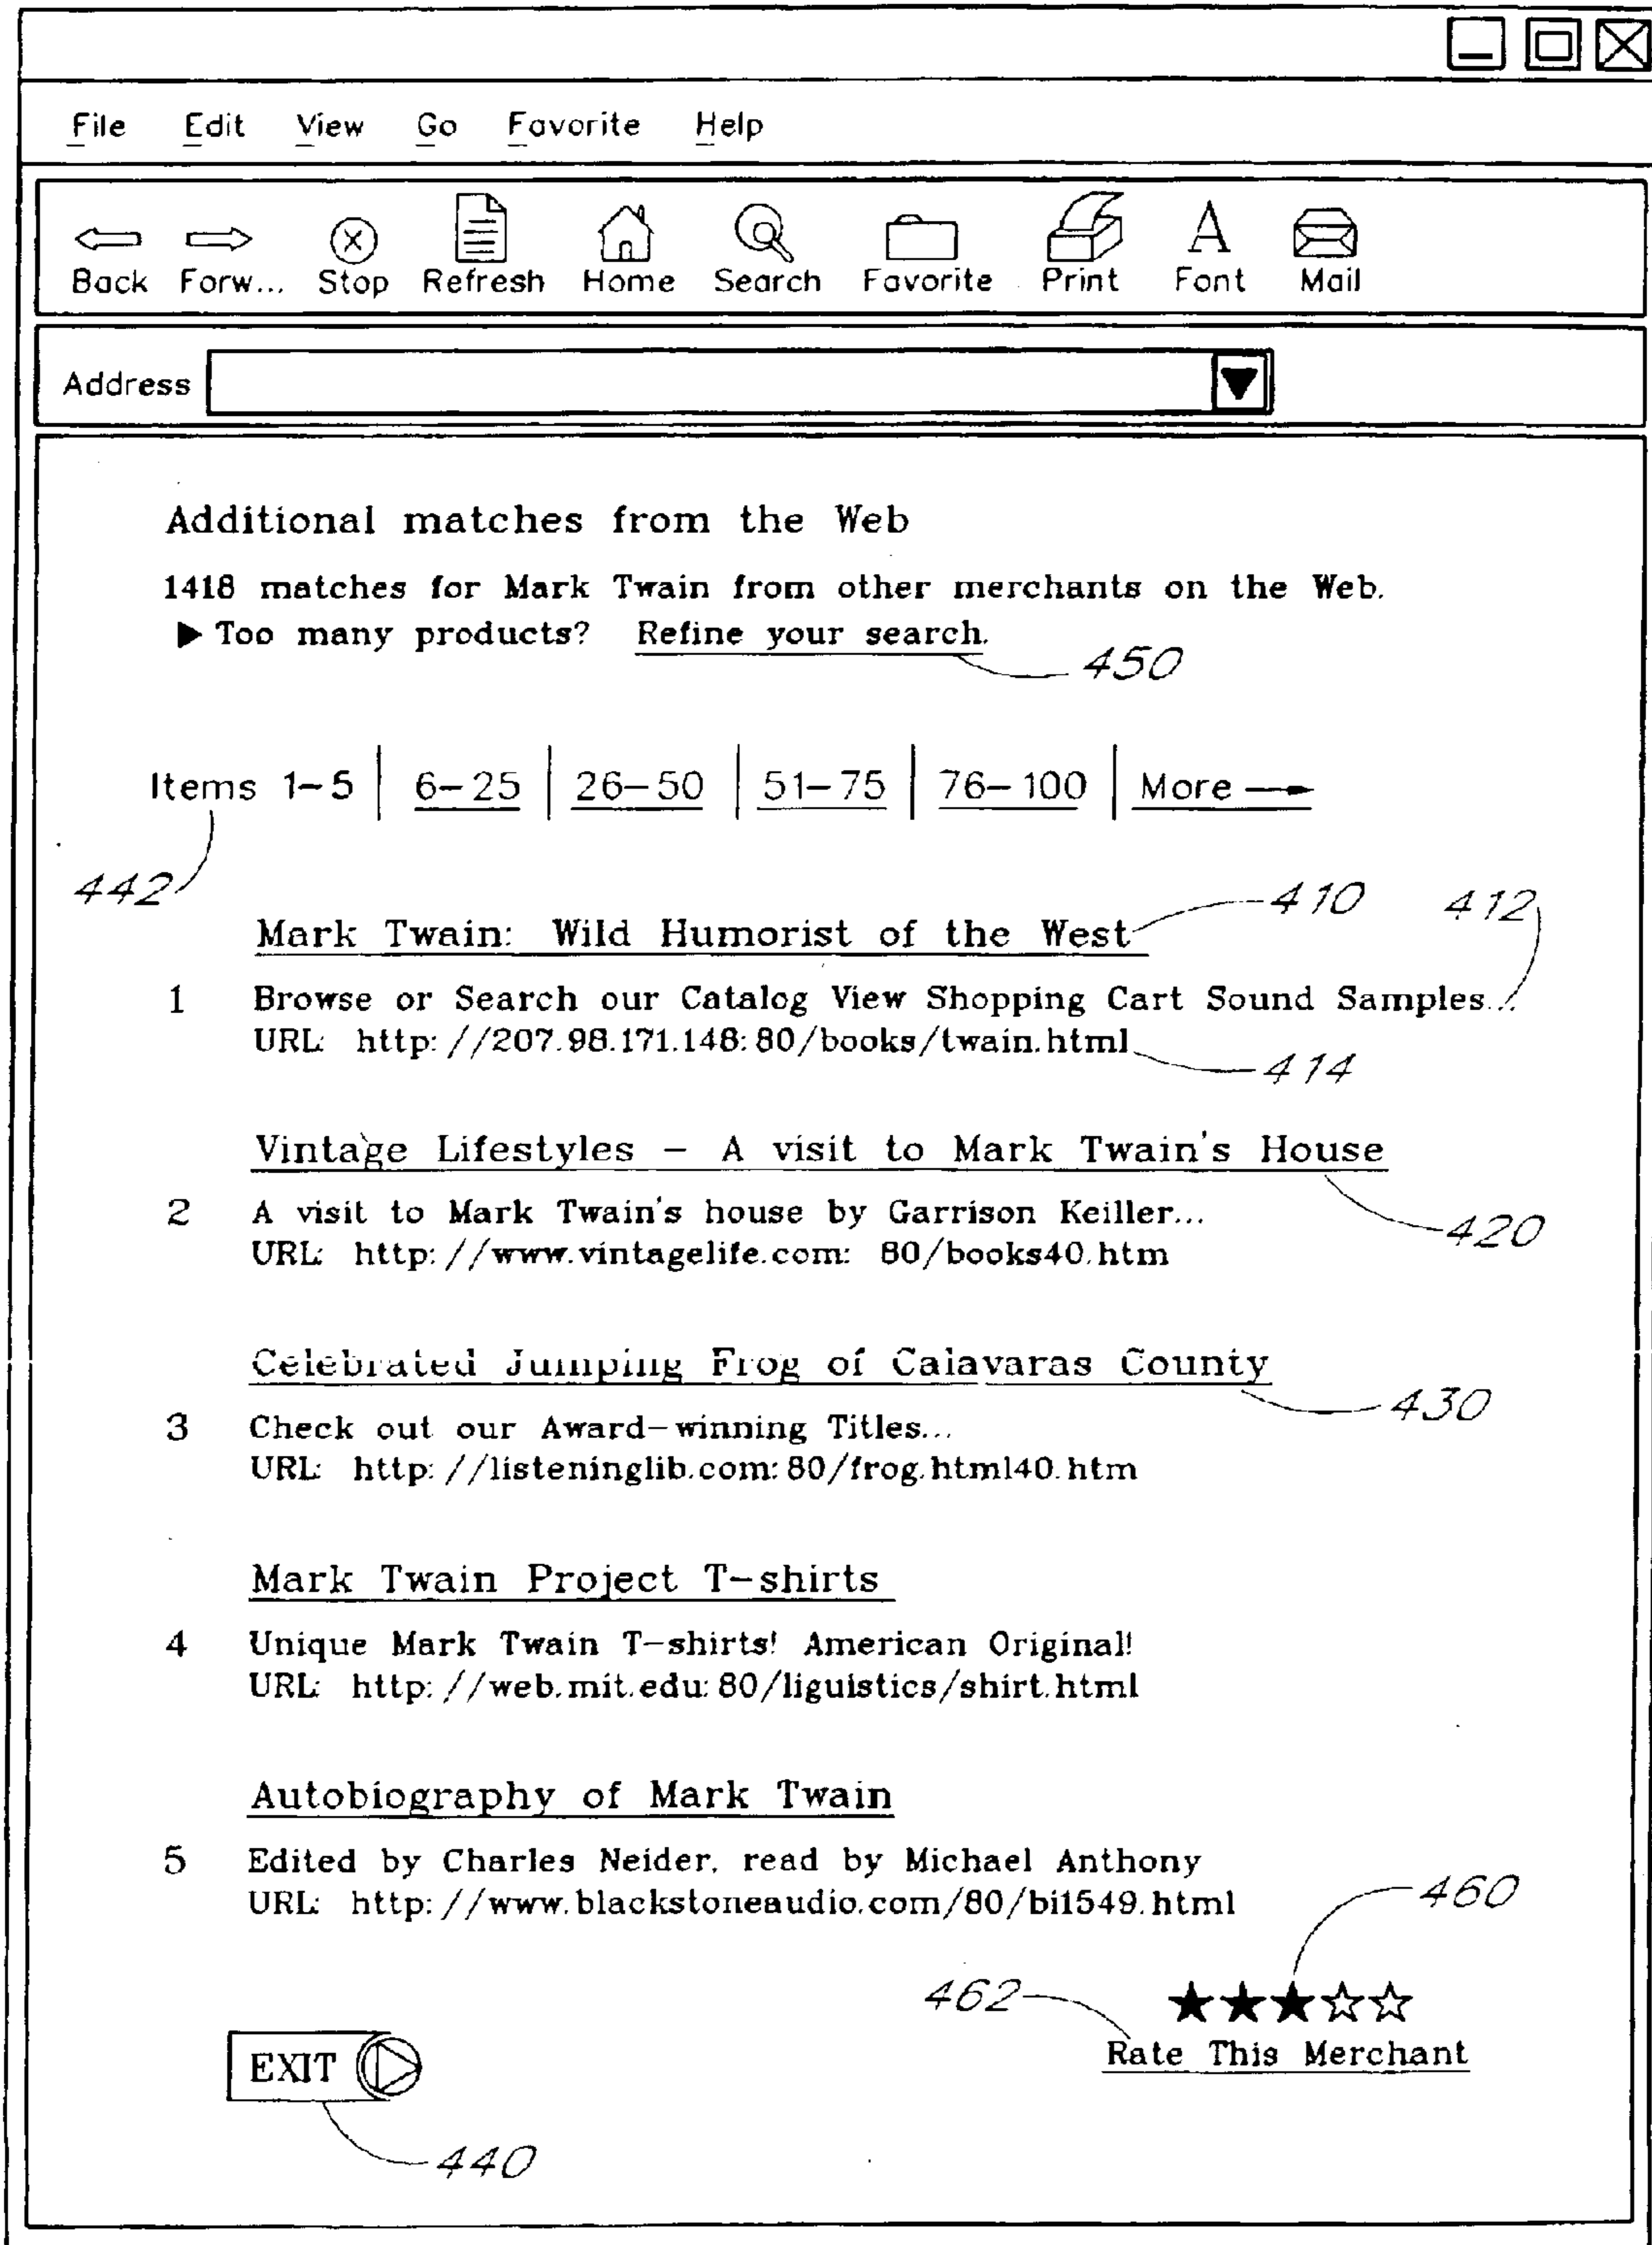 File Edit View Go Favorite Help
Back Forw... Stop Refresh Home Search Favorite Print Font Mail
Address
Additional matches from the Web
1418 matches for Mark Twain from other merchants on the Web.
Too many products? Refine your search.
450
Items 1-5 | 6-25 | 26-50 | 51-75 | 76-100 | More
442
410
412
Mark Twain: Wild Humorist of the West
1 Browse or Search our Catalog View Shopping Cart Sound Samples...
URL: http://207.98.171.148:80/books/twain.html
414
Vintage Lifestyles - A visit to Mark Twain's House
2 A visit to Mark Twain's house by Garrison Keiller...
420
URL: http://www.vintagelife.com: 80/books40.htm
Celebrated Jumping Frog of Calavaras County
430
3 Check out our Award-winning Titles...
URL: http://listeninglib.com:80/frog.html40.htm
Mark Twain Project T-shirts
4 Unique Mark Twain T-shirts! American Original!
URL: http://web.mit.edu:80/liguistics/shirt.html
Autobiography of Mark Twain
5 Edited by Charles Neider, read by Michael Anthony
URL: http://www.blackstoneaudio.com/80/bi1549.html
460
462
Rate This Merchant
EXIT
440